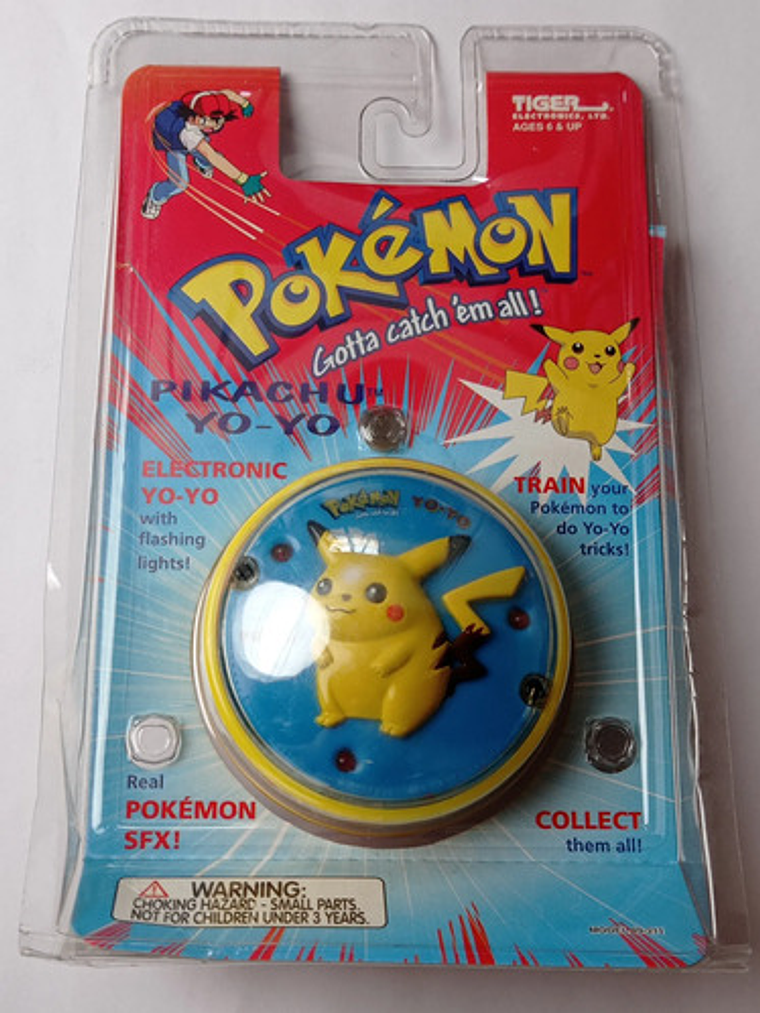 TIGER
ELECTRONICS, LTD.
AGES 6 & UP
POKéMON
Gotta catch 'em all!
PIKACHU™
YO-YO
ELECTRONIC
YO-YO
with
flashing
lights!
TRAIN your
Pokémon to
do Yo-Yo
tricks!
POKéMON YO-YO
Real
POKÉMON
SFX!
COLLECT
them all!
WARNING:
CHOKING HAZARD - SMALL PARTS.
NOT FOR CHILDREN UNDER 3 YEARS.